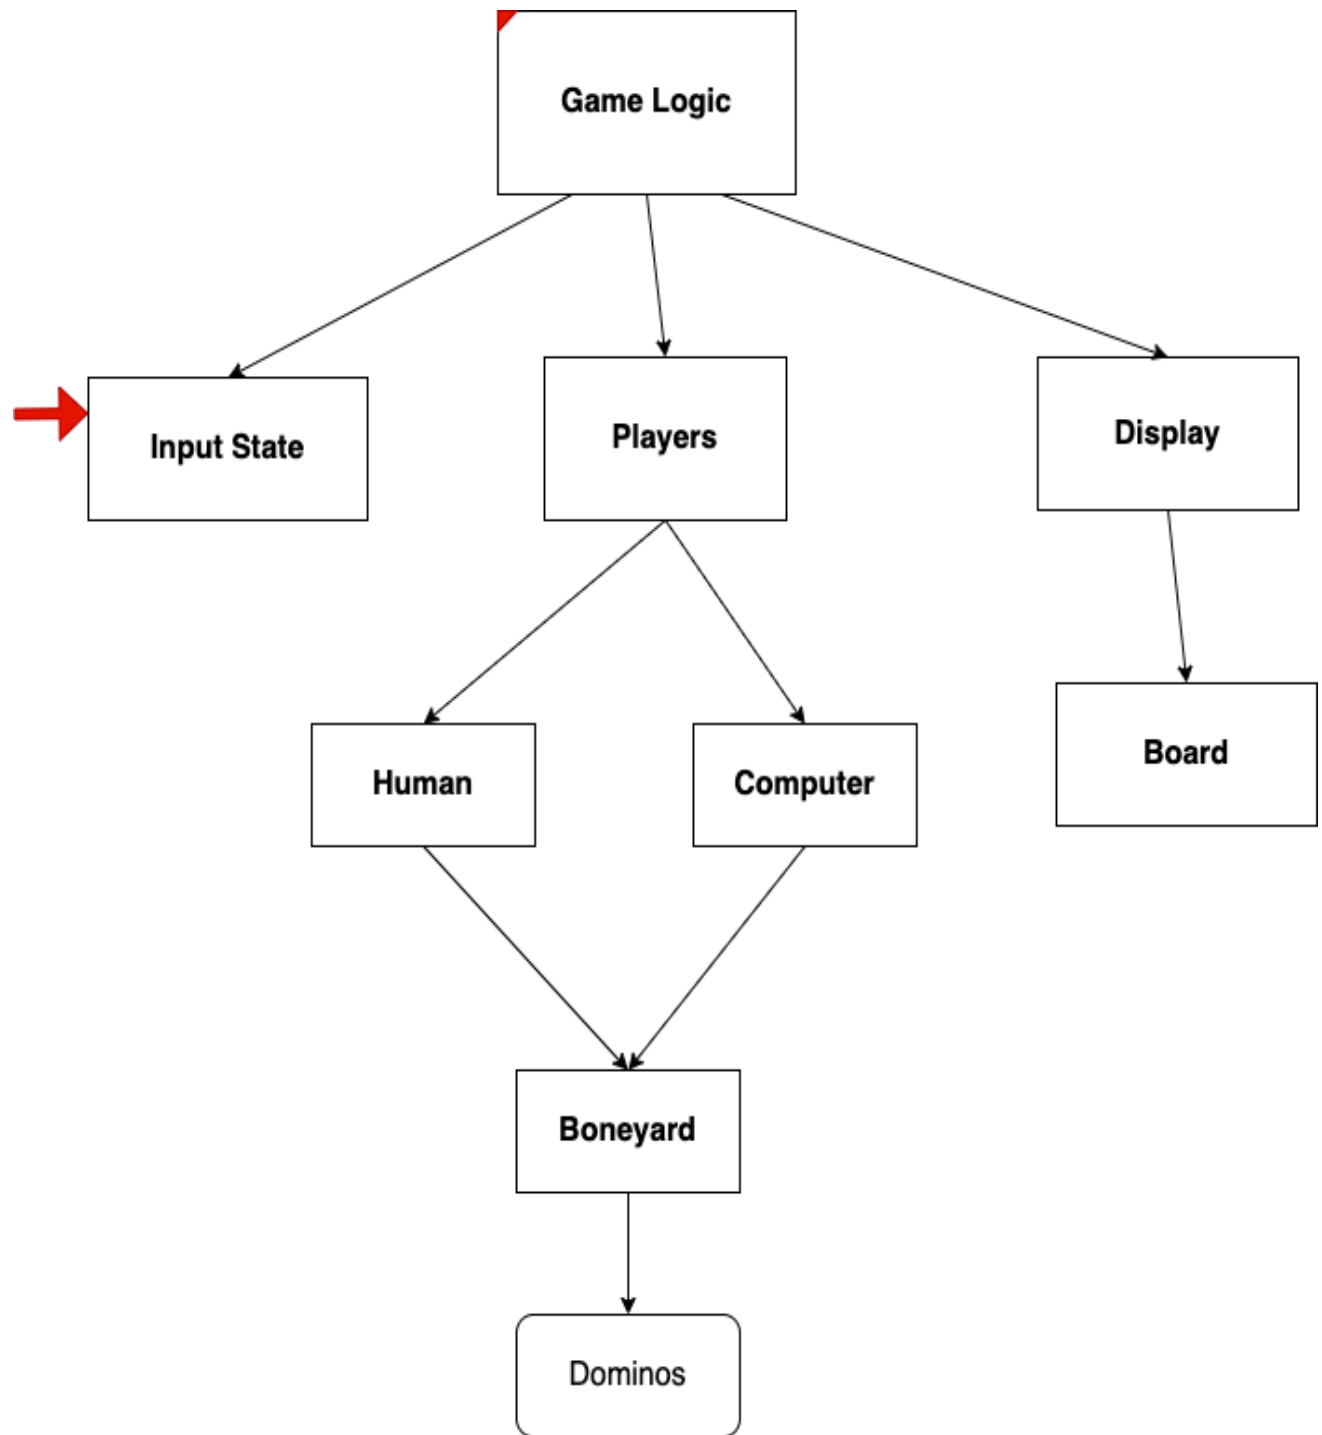 Game Logic
Input State
Players
Display
Human
Computer
Board
Boneyard
Dominos